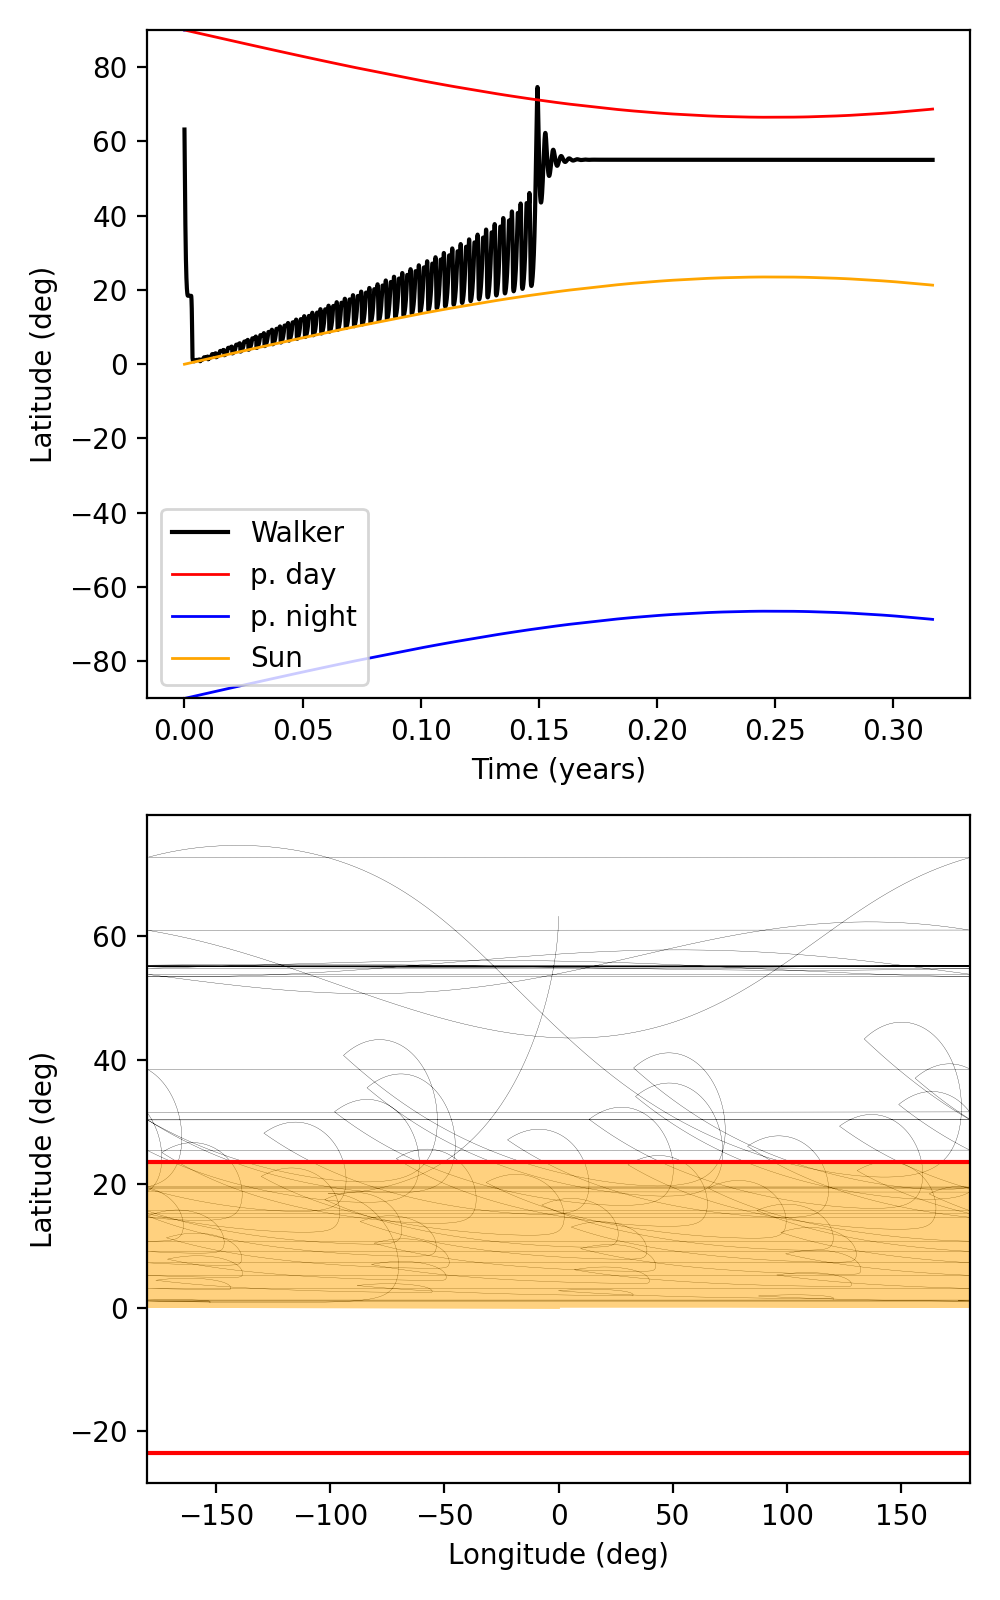 80
60
40
20
0
−20
−40
−60
−80
Latitude (deg)
Walker
p. day
p. night
Sun
0.00 0.05 0.10 0.15 0.20 0.25 0.30
Time (years)
60
40
20
0
−20
Latitude (deg)
−150 −100 −50 0 50 100 150
Longitude (deg)